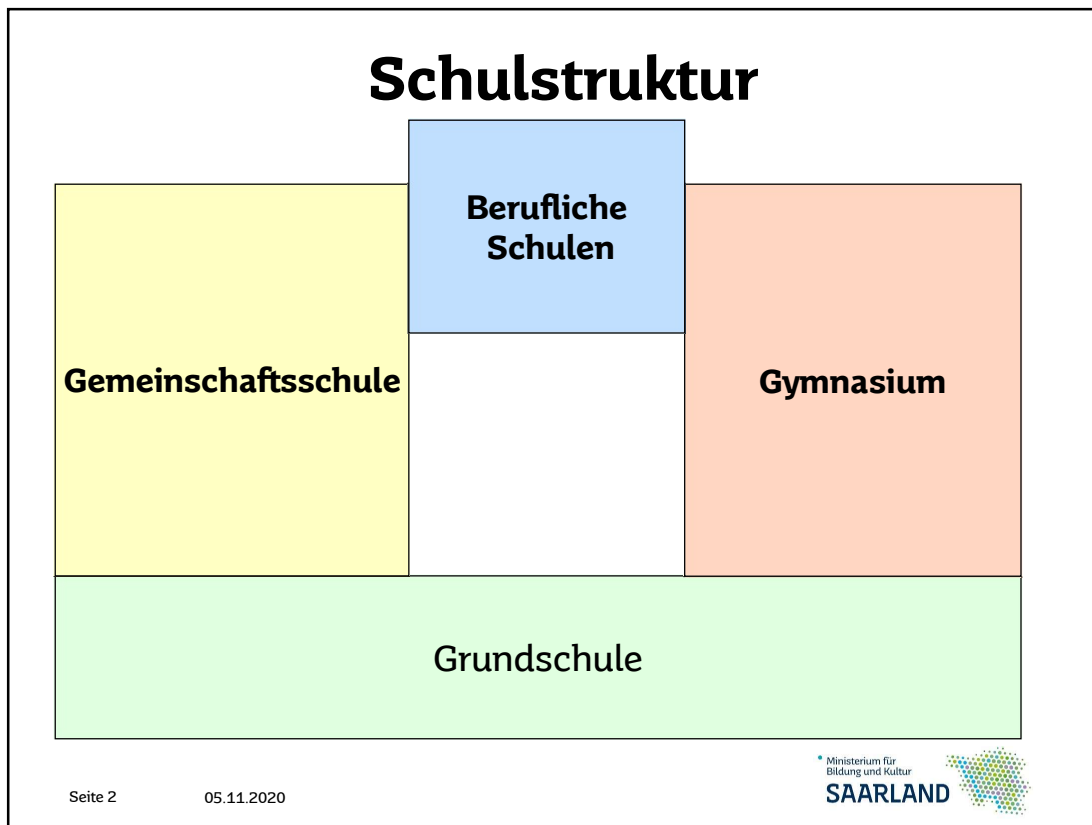 Schulstruktur
Berufliche
Schulen
Gemeinschaftsschule
Gymnasium
Grundschule
Seite 2
05.11.2020
Ministerium für
Bildung und Kultur
SAARLAND